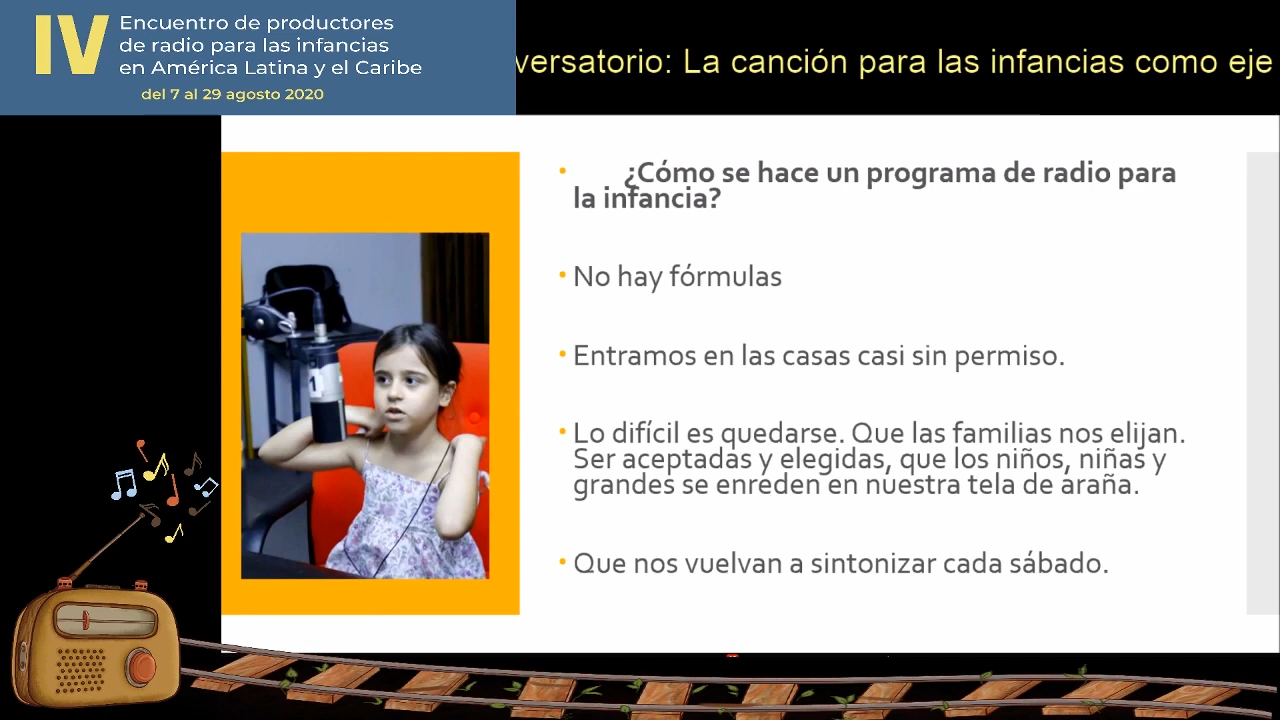 IV
Encuentro de productores
de radio para las infancias
en América Latina y el Caribe
del 7 al 29 agosto 2020
versatorio: La canción para las infancias como eje
• ¿Cómo se hace un programa de radio para
la infancia?
• No hay fórmulas
• Entramos en las casas casi sin permiso.
• Lo difícil es quedarse. Que las familias nos elijan.
Ser aceptadas y elegidas, que los niños, niñas y
grandes se enreden en nuestra tela de araña.
• Que nos vuelvan a sintonizar cada sábado.
1